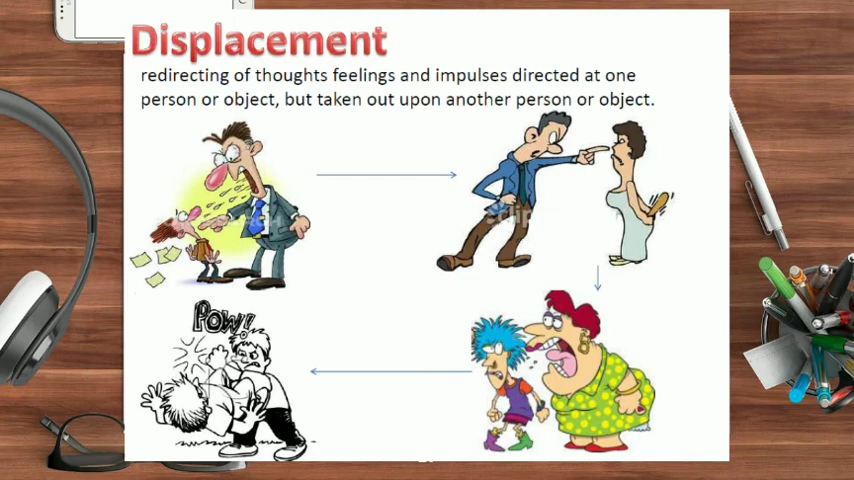 Displacement
redirecting of thoughts feelings and impulses directed at one
person or object, but taken out upon another person or object.
POW!